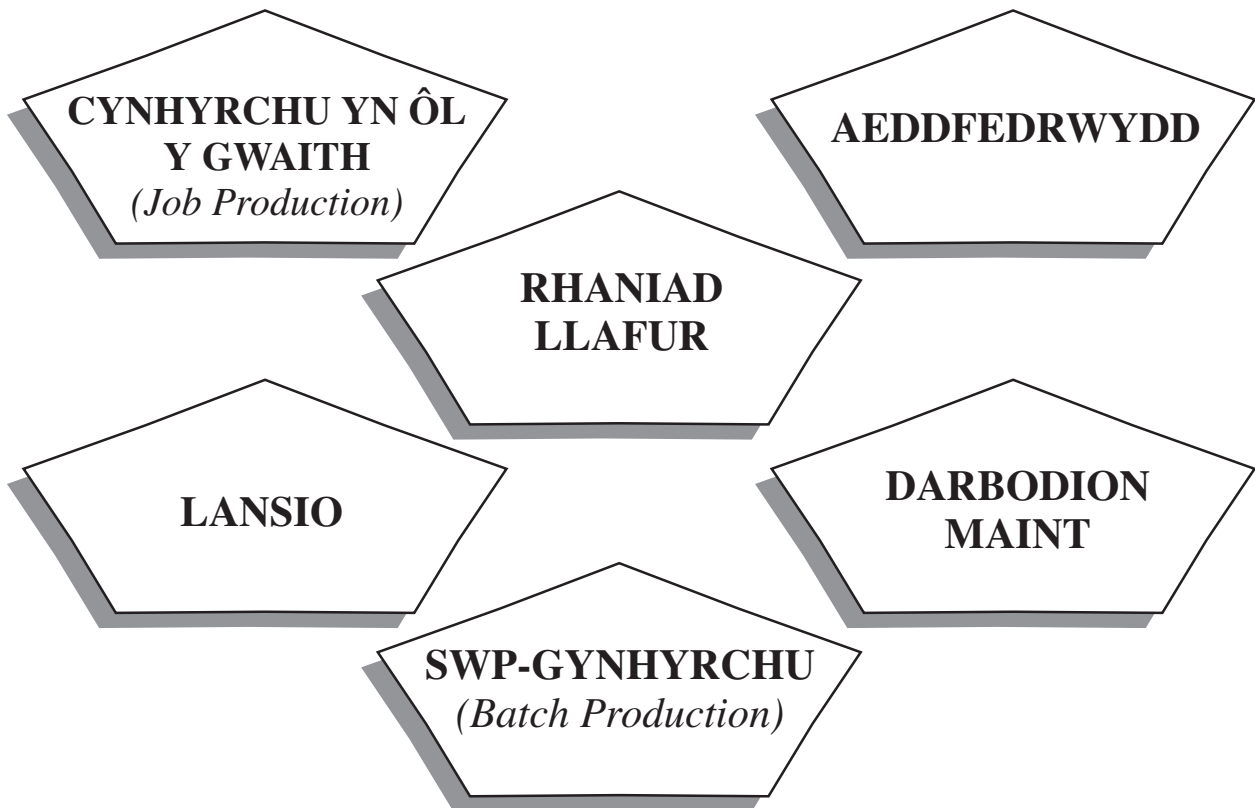 CYNHYRCHU YN ÔL
Y GWAITH
(Job Production)
AEDDFEDRWYDD
RHANIAD
LLAFUR
LANSIO
DARBODION
MAINT
SWP-GYNHYRCHU
(Batch Production)